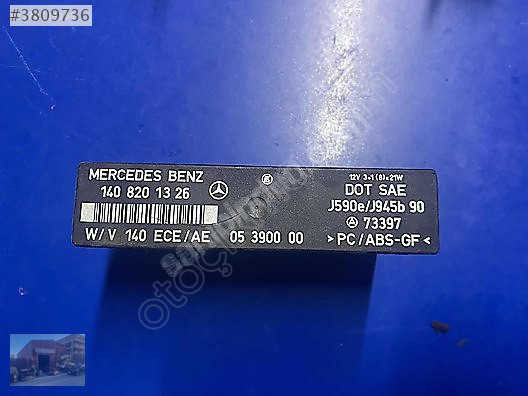 #3809736
MERCEDES BENZ
140 820 13 26
W/V 140 ECE/AE 05 3900 00
12V 3-1(8)×21W
DOT SAE
J590e/J945b 90
A 73397
>PC/ABS-GF<